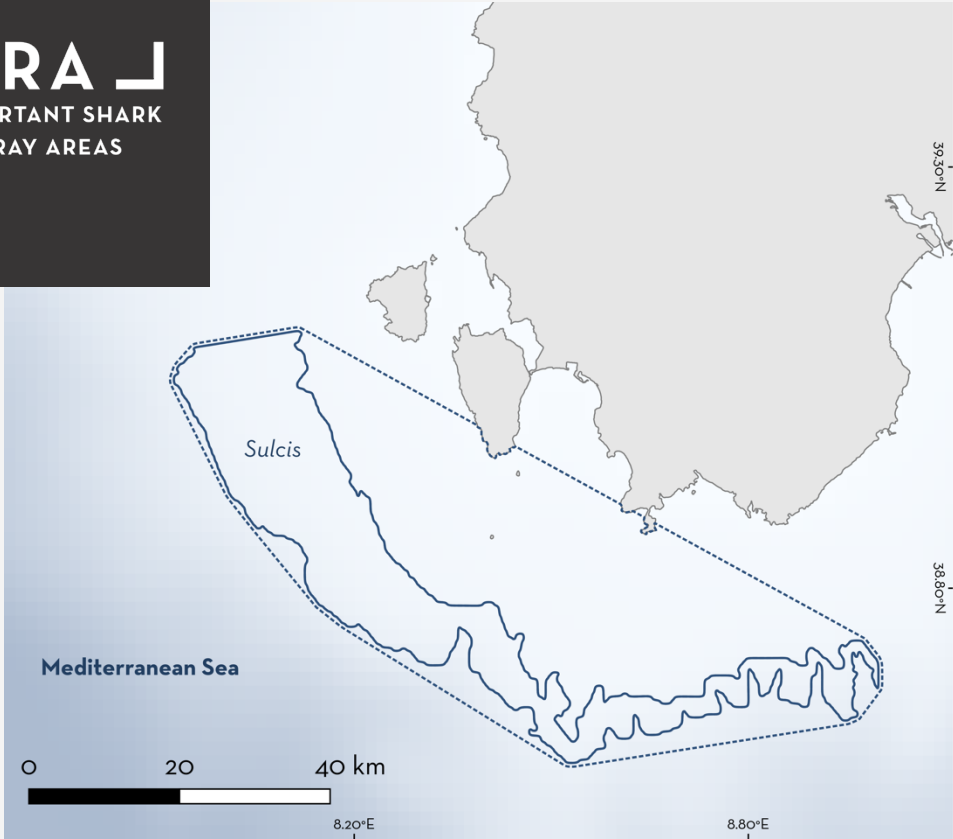 RA
RTANT SHARK
RAY AREAS
39.30°N
Sulcis
38.80°N
Mediterranean Sea
0 20 40 km
8.20°E 8.80°E